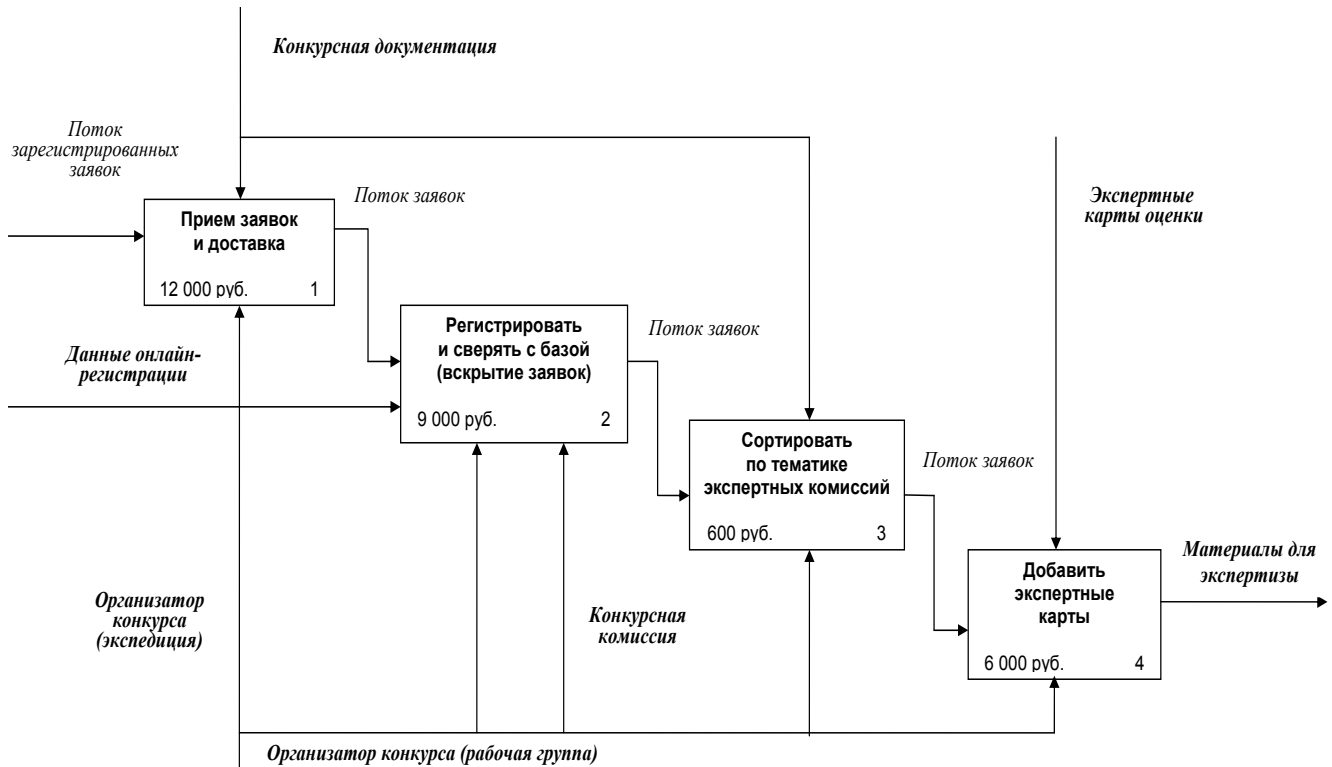 Конкурсная документация
Поток
зарегистрированных
заявок
Поток заявок
Прием заявок
и доставка
12 000 руб. 1
Экспертные
карты оценки
Данные онлайн-
регистрации
Регистрировать
и сверять с базой
(вскрытие заявок)
9 000 руб. 2
Поток заявок
Сортировать
по тематике
экспертных комиссий
600 руб. 3
Поток заявок
Добавить
экспертные
карты
6 000 руб. 4
Материалы для
экспертизы
Организатор
конкурса
(экспедиция)
Конкурсная
комиссия
Организатор конкурса (рабочая группа)